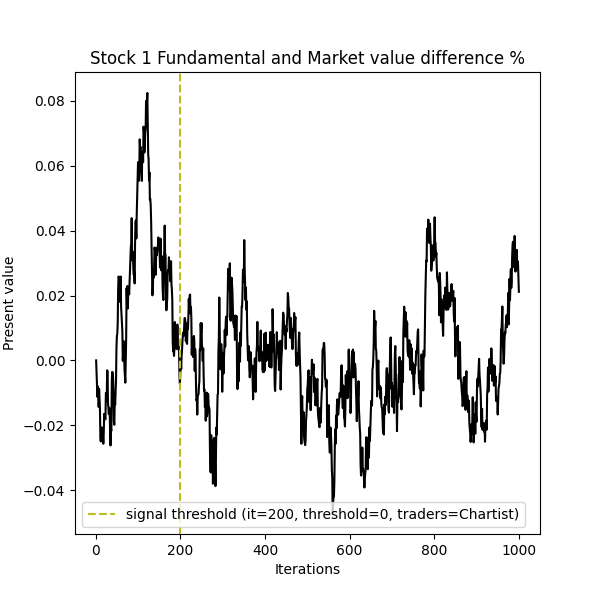 Stock 1 Fundamental and Market value difference %
0.08
0.06
0.04
0.02
0.00
−0.02
−0.04
Present value
signal threshold (it=200, threshold=0, traders=Chartist)
0 200 400 600 800 1000
Iterations